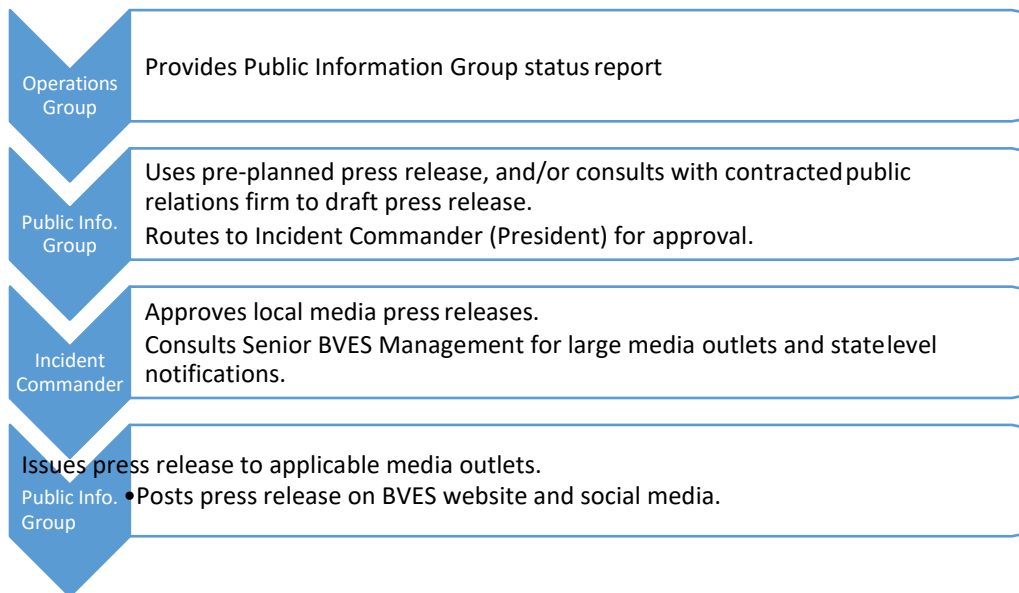 Operations
Group
Provides Public Information Group status report
Public Info.
Group
Uses pre-planned press release, and/or consults with contracted public
relations firm to draft press release.
Routes to Incident Commander (President) for approval.
Incident
Commander
Approves local media press releases.
Consults Senior BVES Management for large media outlets and statelevel
notifications.
Public Info.
Group
Issues press release to applicable media outlets.
•Posts press release on BVES website and social media.